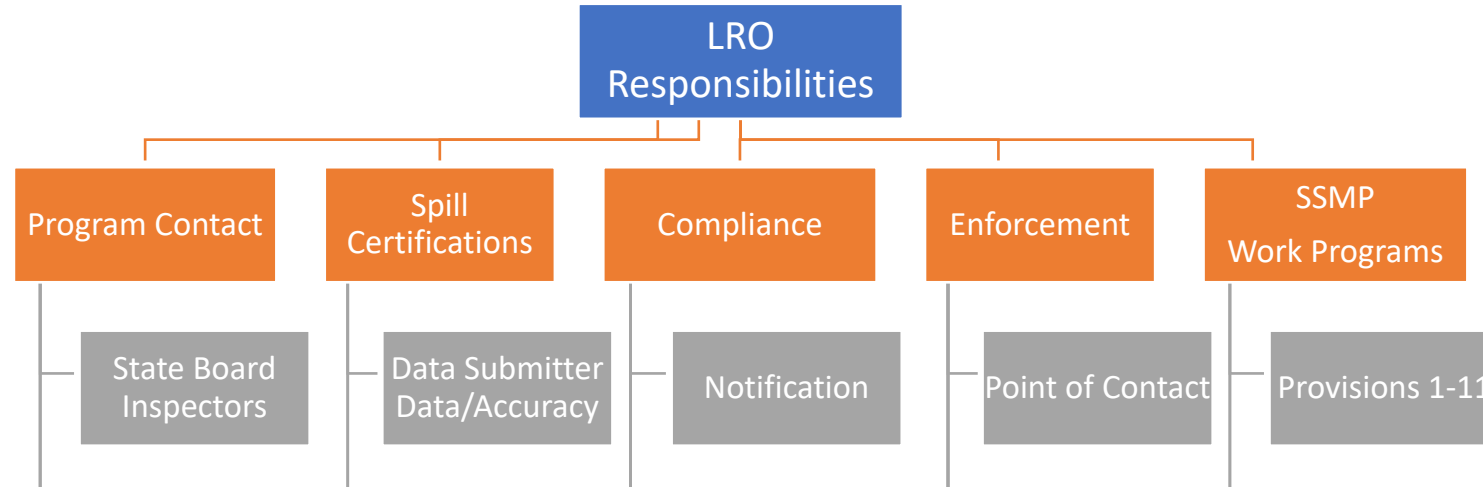 LRO
Responsibilities
Program Contact
Spill
Certifications
Compliance
Enforcement
SSMP
Work Programs
State Board
Inspectors
Data Submitter
Data/Accuracy
Notification
Point of Contact
Provisions 1-11